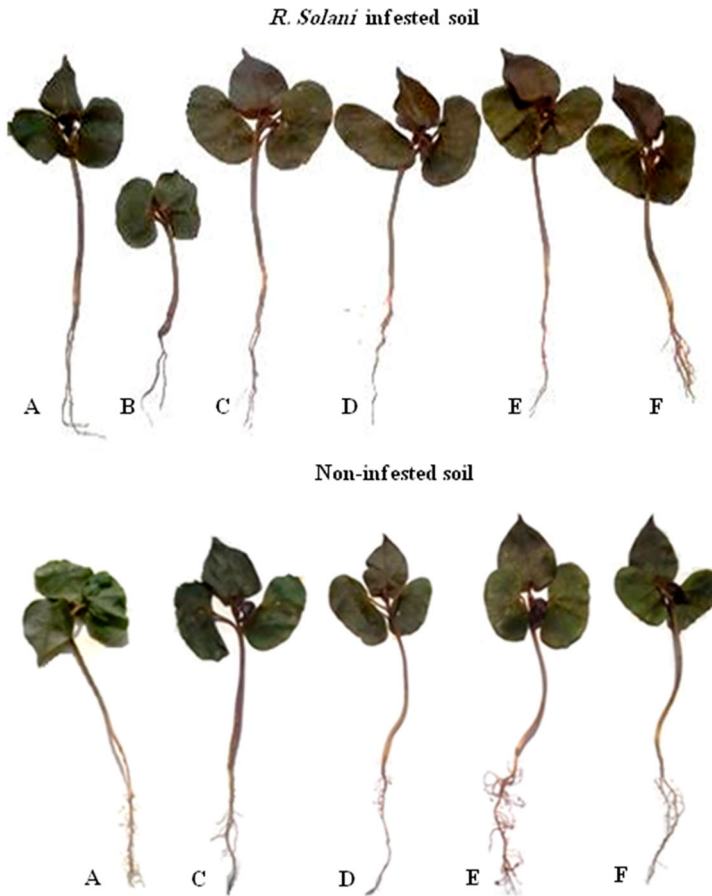 R. Solani infested soil
A B C D E F
Non-infested soil
A C D E F